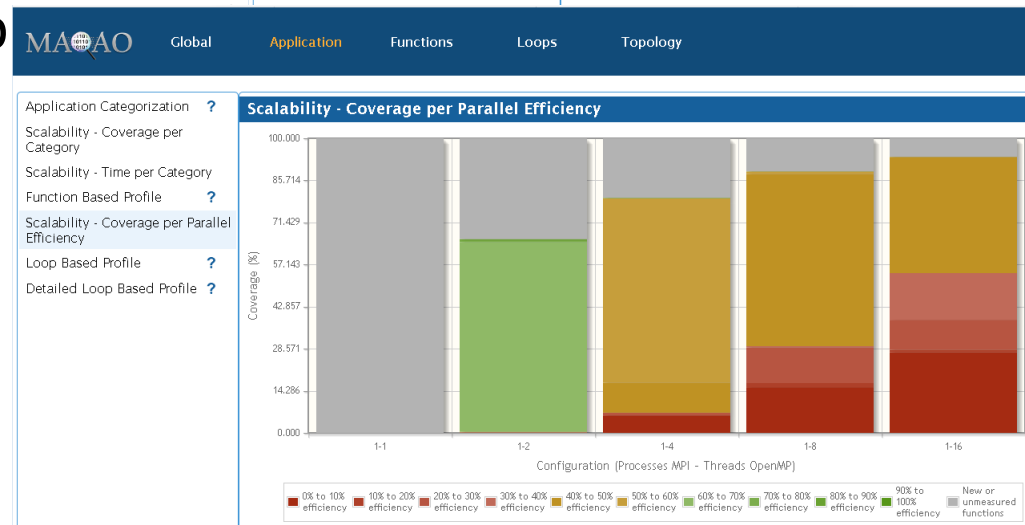 MAQAO
Global
Application
Functions
Loops
Topology
Application Categorization ?
Scalability - Coverage per
Category
Scalability - Time per Category
Function Based Profile ?
Scalability - Coverage per Parallel
Efficiency
Loop Based Profile ?
Detailed Loop Based Profile ?
Scalability - Coverage per Parallel Efficiency
100.000
85.714
71.429
57.143
42.857
28.571
14.286
0.000
Coverage (%)
1-1
1-2
1-4
1-8
1-16
Configuration (Processes MPI - Threads OpenMP)
0% to 10%
efficiency
10% to 20%
efficiency
20% to 30%
efficiency
30% to 40%
efficiency
40% to 50%
efficiency
50% to 60%
efficiency
60% to 70%
efficiency
70% to 80%
efficiency
80% to 90%
efficiency
90% to
100%
efficiency
New or
unmeasured
functions